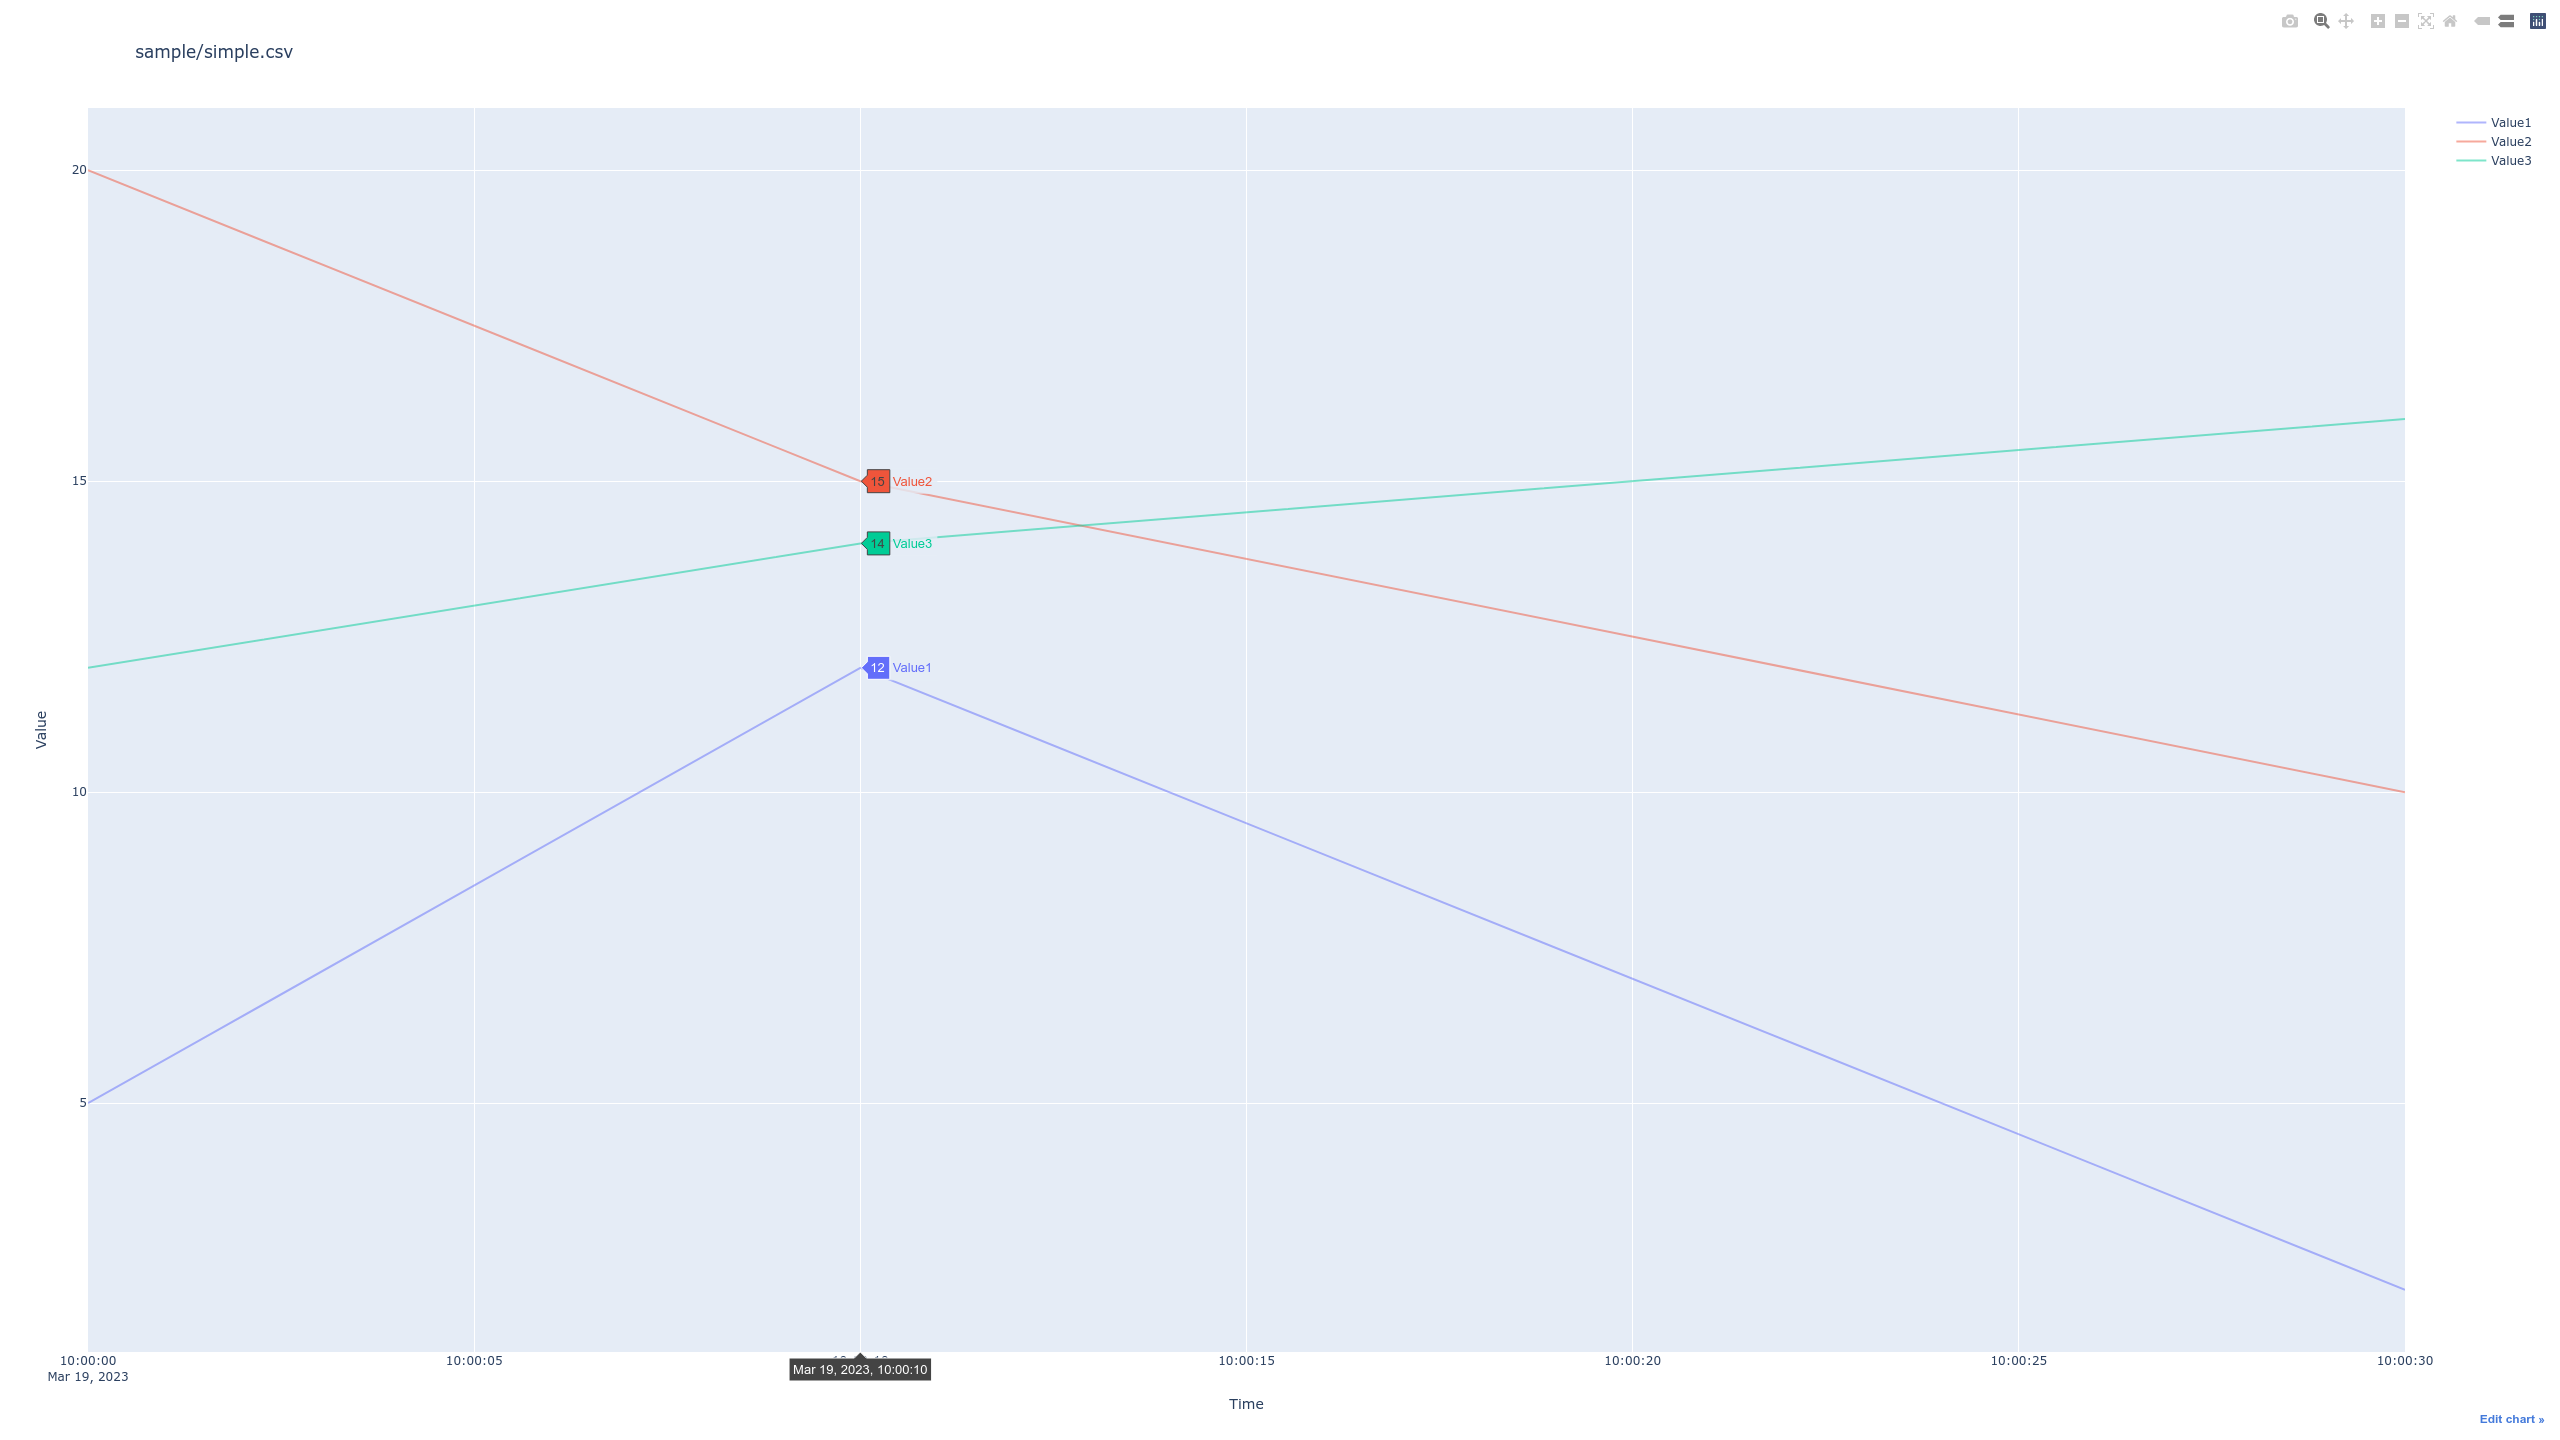 sample/simple.csv
Value1
Value2
Value3
20
15
10
5
Value
15 Value2
14 Value3
12 Value1
10:00:00
Mar 19, 2023
10:00:05
Mar 19, 2023, 10:00:10
10:00:15
10:00:20
10:00:25
10:00:30
Time
Edit chart »